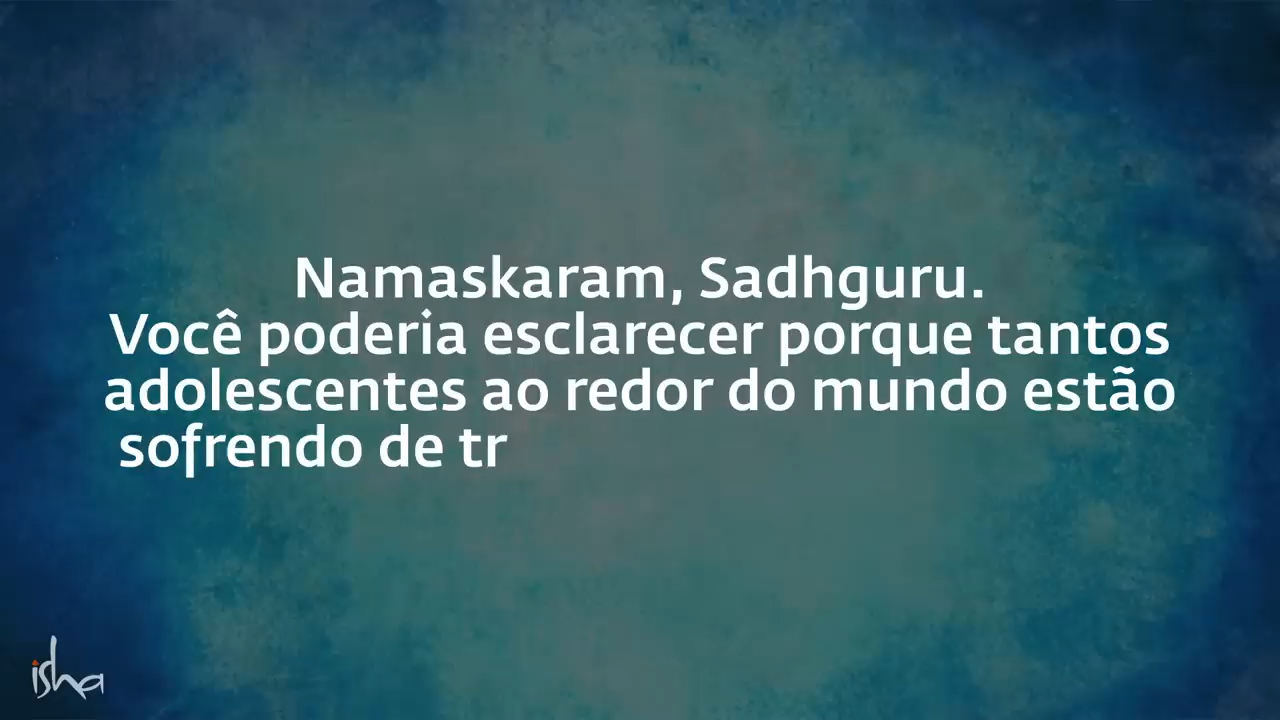 Namaskaram, Sadhguru.
Você poderia esclarecer porque tantos
adolescentes ao redor do mundo estão
sofrendo de tr
isha